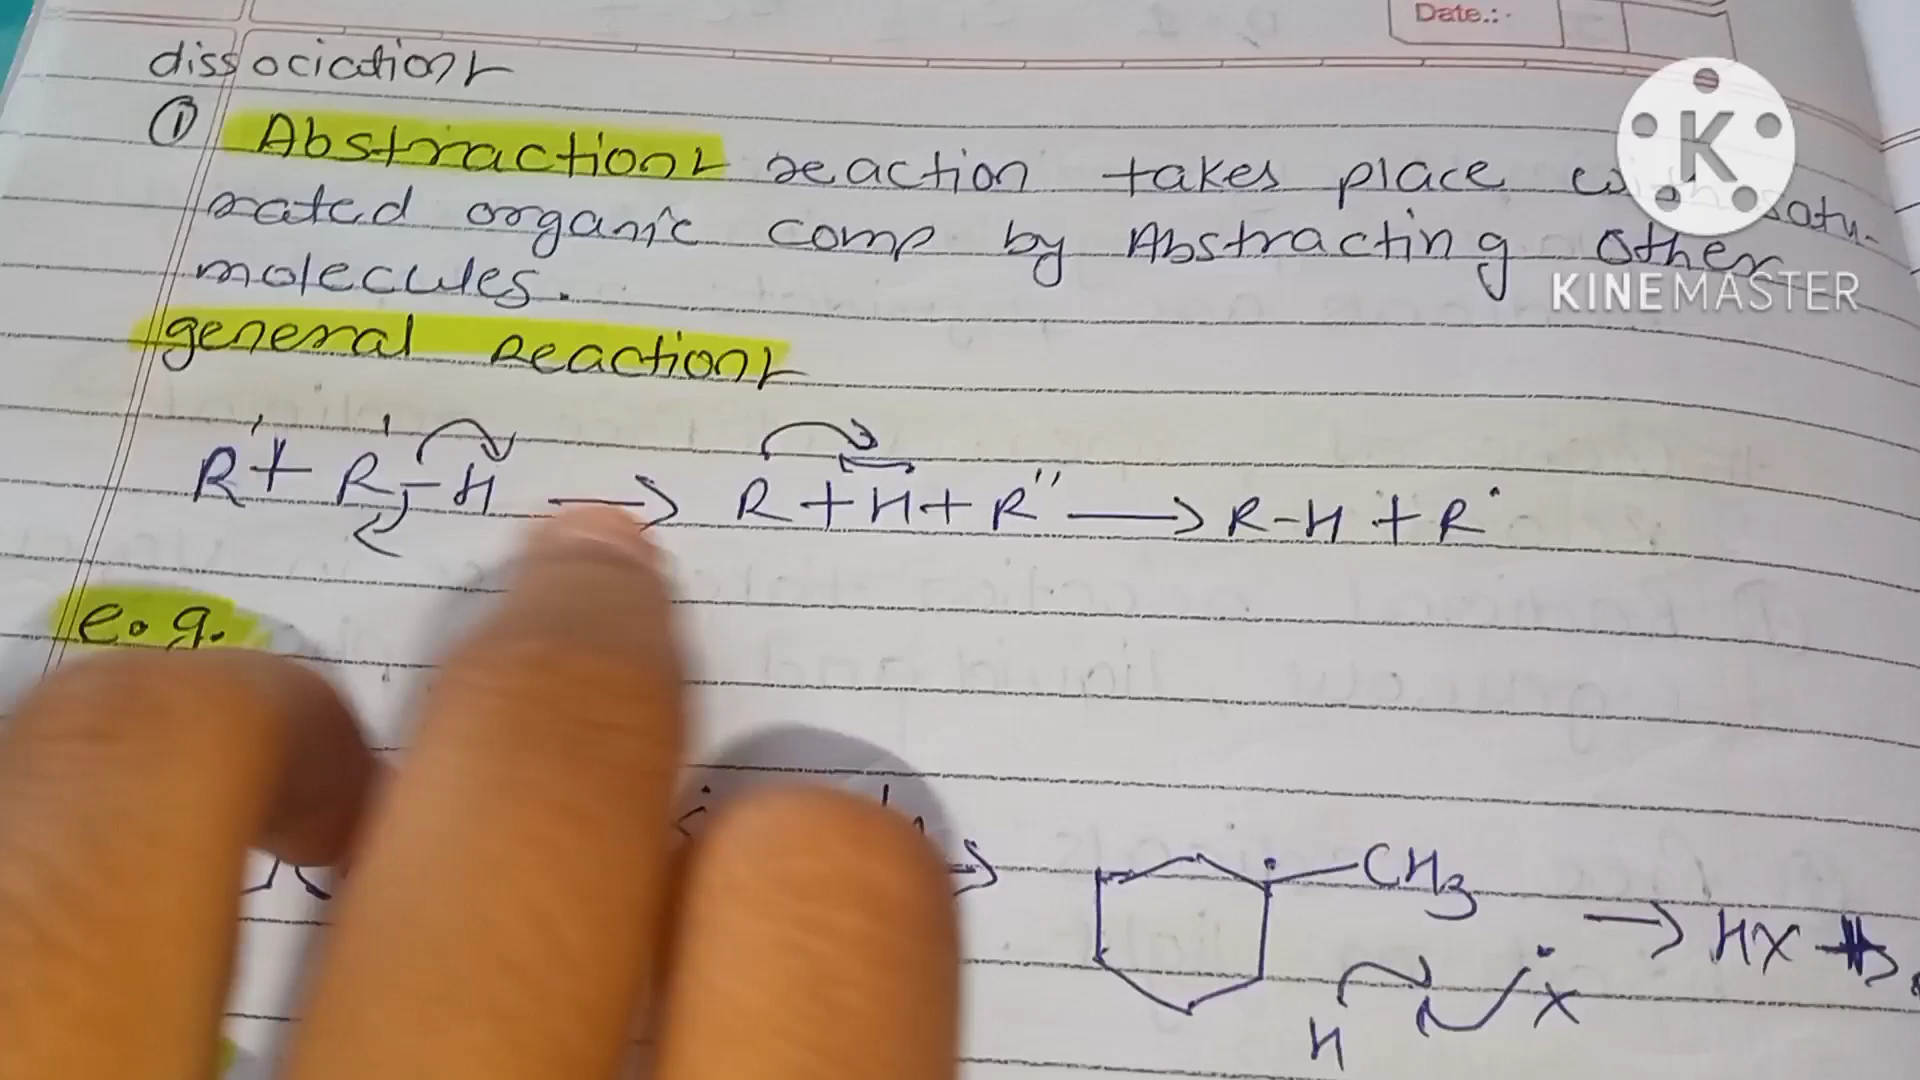 Date.:
dissociation
① Abstraction reaction takes place satu-
rated organic comp by Abstracting other
molecules.
general Reaction
R' + R'-H → R + H + R'' → R-H + R•
e.g.
CH3
→ HX
H X
K
KINEMASTER